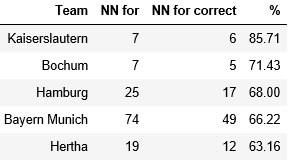 Team NN for NN for correct %
Kaiserslautern 7 6 85.71
Bochum 7 5 71.43
Hamburg 25 17 68.00
Bayern Munich 74 49 66.22
Hertha 19 12 63.16